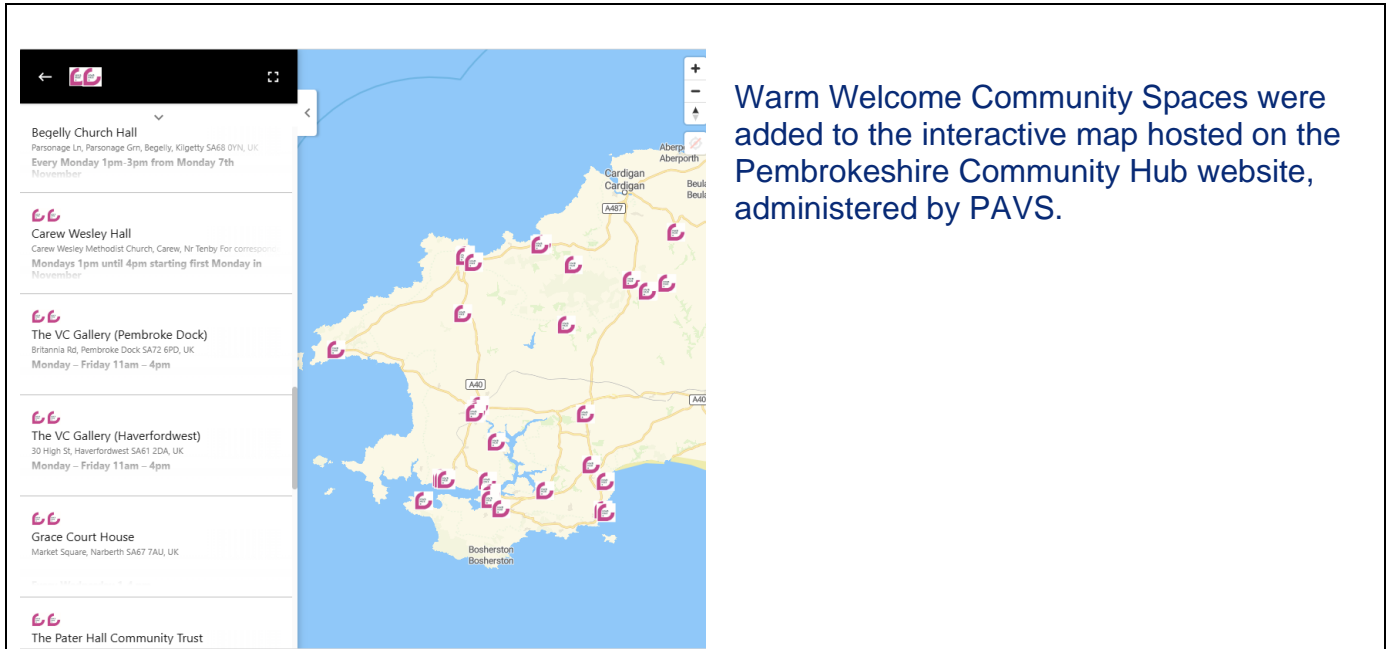 Begelly Church Hall
Parsonage Ln, Parsonage Grn, Begelly, Kilgetty SA68 0YN, UK
Every Monday 1pm-3pm from Monday 7th
November
Carew Wesley Hall
Carew Wesley Methodist Church, Carew, Nr Tenby For correspon
Mondays 1pm until 4pm starting first Monday in
November
The VC Gallery (Pembroke Dock)
Britannia Rd, Pembroke Dock SA72 6PD, UK
Monday – Friday 11am – 4pm
The VC Gallery (Haverfordwest)
30 High St, Haverfordwest SA61 2DA, UK
Monday – Friday 11am – 4pm
Grace Court House
Market Square, Narberth SA67 7AU, UK
The Pater Hall Community Trust
Aberporth
Cardigan
Cardigan
Beula
Beula
A487
A40
A40
Bosherston
Bosherston
Warm Welcome Community Spaces were
added to the interactive map hosted on the
Pembrokeshire Community Hub website,
administered by PAVS.